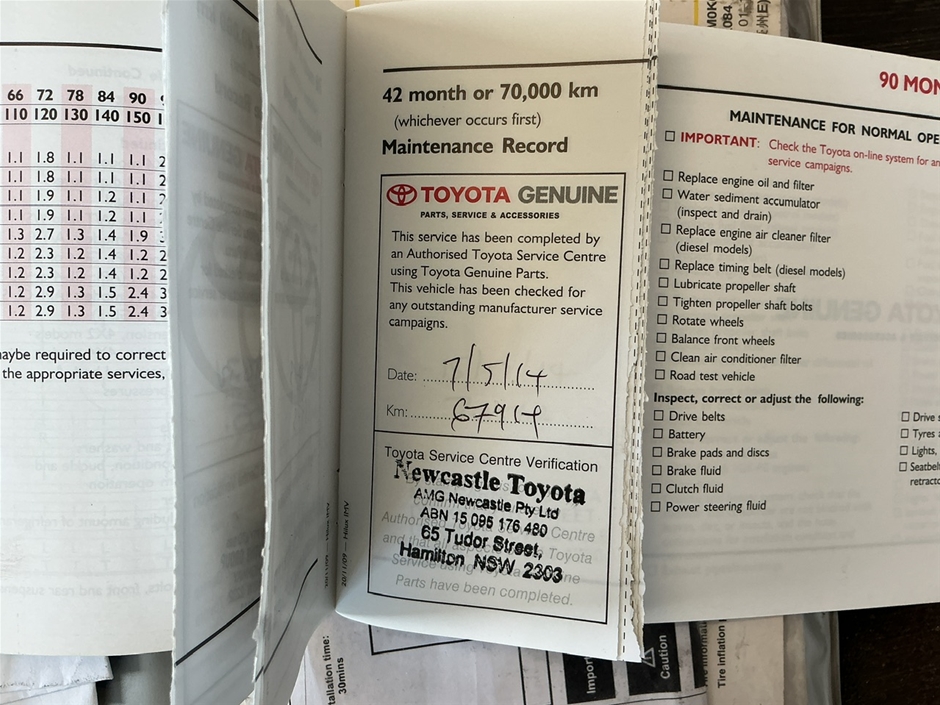 66 72 78 84 90
110 120 130 140 150
1.1 1.8 1.1 1.1 1.1 2
1.1 1.8 1.1 1.1 1.1 2
1.1 1.9 1.1 1.2 1.1 2
1.1 1.9 1.1 1.2 1.1
1.3 2.7 1.3 1.4 1.9
1.2 2.3 1.2 1.4 1.2 2
1.2 2.3 1.2 1.4 1.2 2
1.2 2.9 1.3 1.5 2.4 3
1.2 2.9 1.3 1.5 2.4 3
required to correct
the appropriate services,
42 month or 70,000 km
(whichever occurs first)
Maintenance Record
TOYOTA GENUINE
PARTS, SERVICE & ACCESSORIES
This service has been completed by
an Authorised Toyota Service Centre
using Toyota Genuine Parts.
This vehicle has been checked for
any outstanding manufacturer service
campaigns.
Date: 7/5/14
Km: 67914
Toyota Service Centre Verification
Newcastle Toyota
AMG Newcastle Pty Ltd
ABN 15 095 176 480
65 Tudor Street,
Hamilton NSW 2303
Parts have been completed.
90 MON
MAINTENANCE FOR NORMAL OPE
☐ IMPORTANT: Check the Toyota on-line system for an
service campaigns.
☐ Replace engine oil and filter
☐ Water sediment accumulator
(inspect and drain)
☐ Replace engine air cleaner filter
(diesel models)
☐ Replace timing belt (diesel models)
☐ Lubricate propeller shaft
☐ Tighten propeller shaft bolts
☐ Rotate wheels
☐ Balance front wheels
☐ Clean air conditioner filter
☐ Road test vehicle
Inspect, correct or adjust the following:
☐ Drive belts
☐ Battery
☐ Brake pads and discs
☐ Brake fluid
☐ Clutch fluid
☐ Power steering fluid
☐ Drive s
☐ Tyres
☐ Lights,
☐ Seatbel
retracto
30mins
Caution
Tire inflation